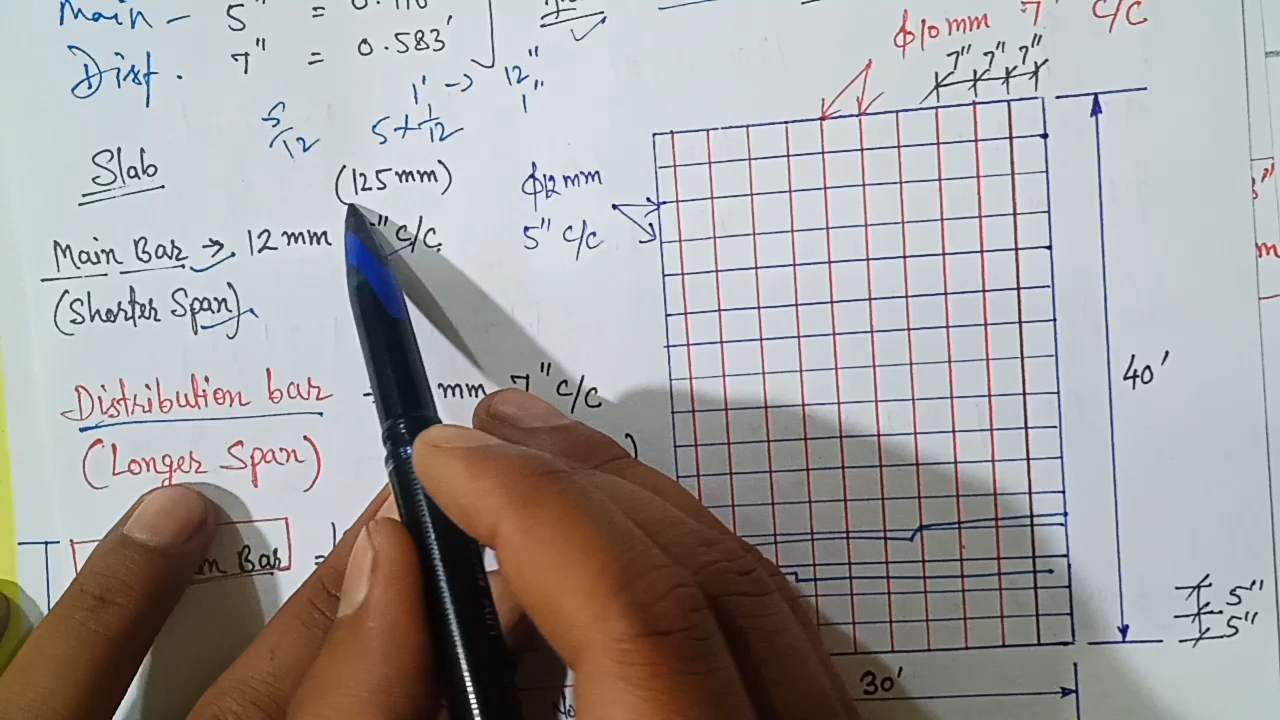 Main - 5" =
Dist. 7" = 0.583'
1' -> 12"
1"
5/12 5 x 1/12
Slab
(125 mm)
Main Bar -> 12 mm " c/c
(Shorter Span)
Distribution bar - mm 7" c/c
(Longer Span)
Bar =
ϕ10 mm 7" c/c
7" 7" 7"
ϕ12 mm
5" c/c
40'
5"
5"
30'